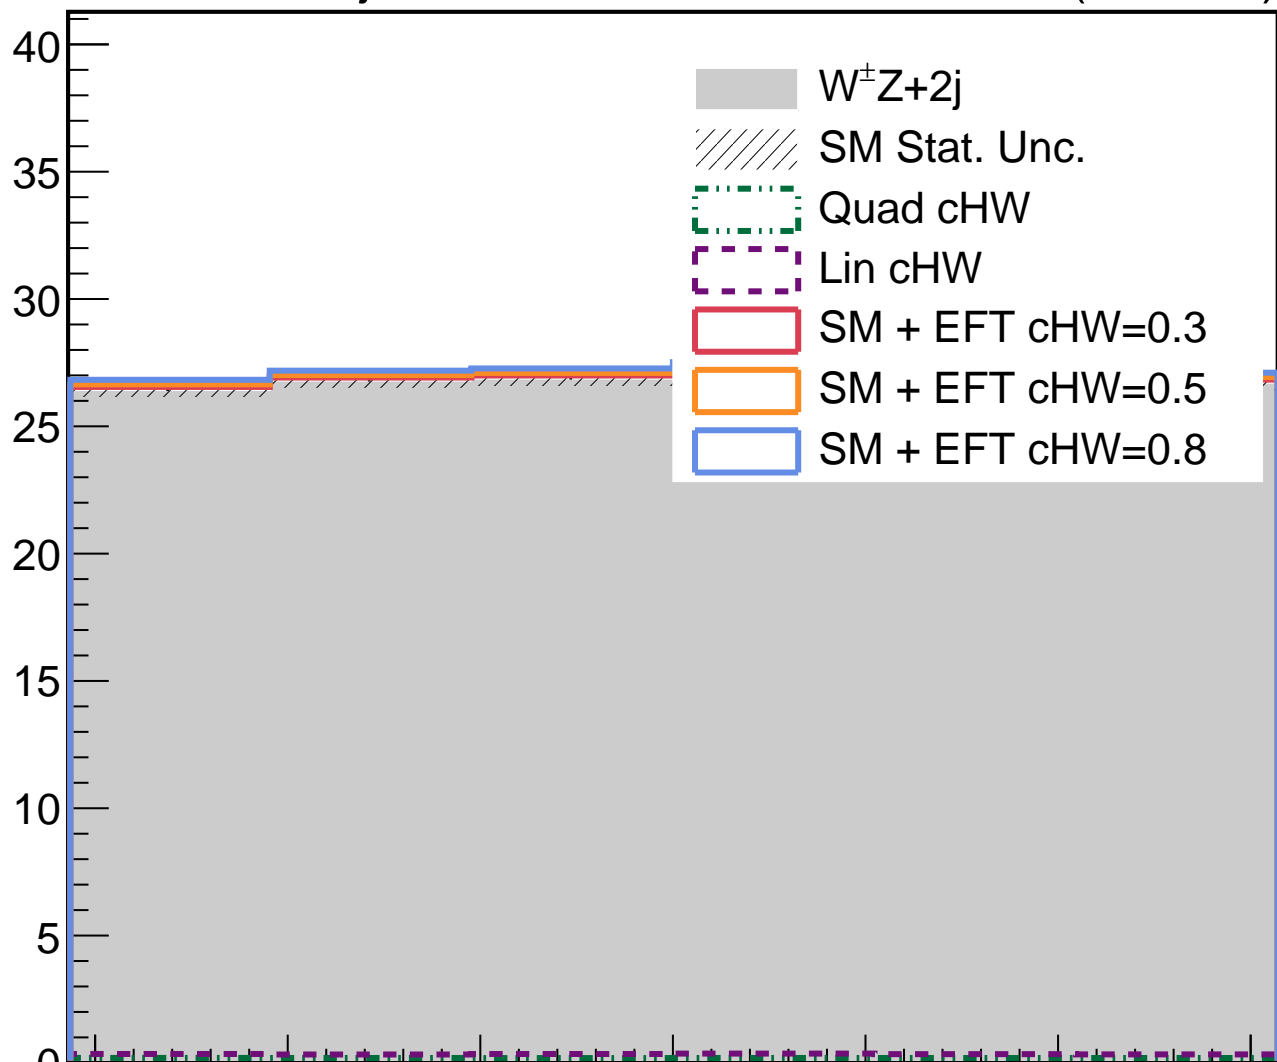 40
35
30
25
20
15
10
5
0
W±Z+2j
SM Stat. Unc.
Quad cHW
Lin cHW
SM + EFT cHW=0.3
SM + EFT cHW=0.5
SM + EFT cHW=0.8